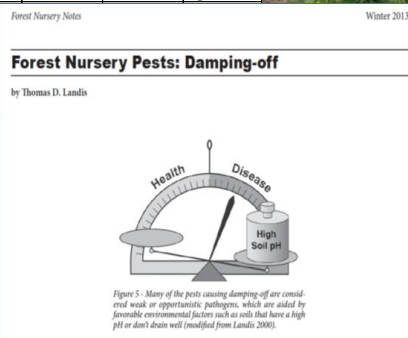 Forest Nursery Notes
Winter 2013
Forest Nursery Pests: Damping-off
by Thomas D. Landis
0
Health
Disease
High
Soil pH
Figure 5 - Many of the pests causing damping-off are consid-
ered weak or opportunistic pathogens, which are aided by
favorable environmental factors such as soils that have a high
pH or don't drain well (modified from Landis 2000).